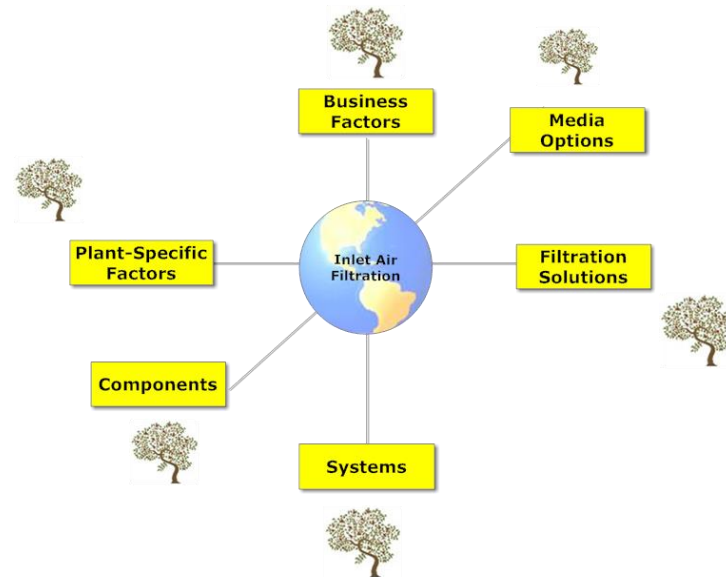 Business
Factors
Media
Options
Plant-Specific
Factors
Inlet Air
Filtration
Filtration
Solutions
Components
Systems